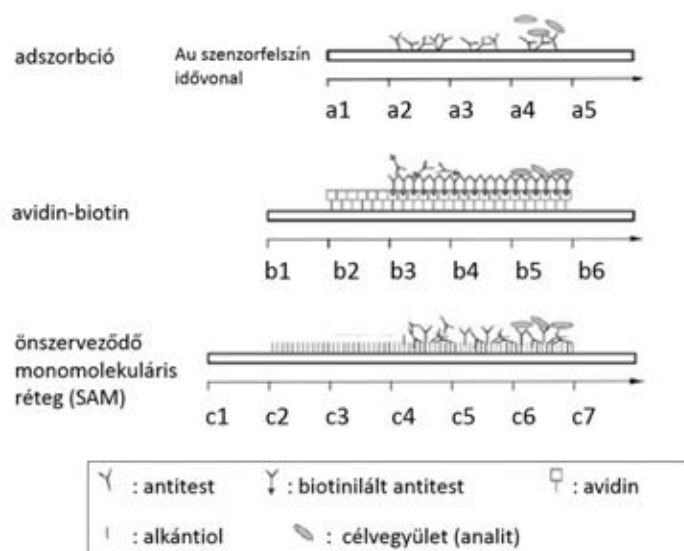 adszorbció
Au szenzorfelszín
idővonal
a1 a2 a3 a4 a5
avidin-biotin
b1 b2 b3 b4 b5 b6
önszerveződő
monomolekuláris
réteg (SAM)
c1 c2 c3 c4 c5 c6 c7
: antitest : biotinilált antitest : avidin
: alkántiol : célvegyület (analit)